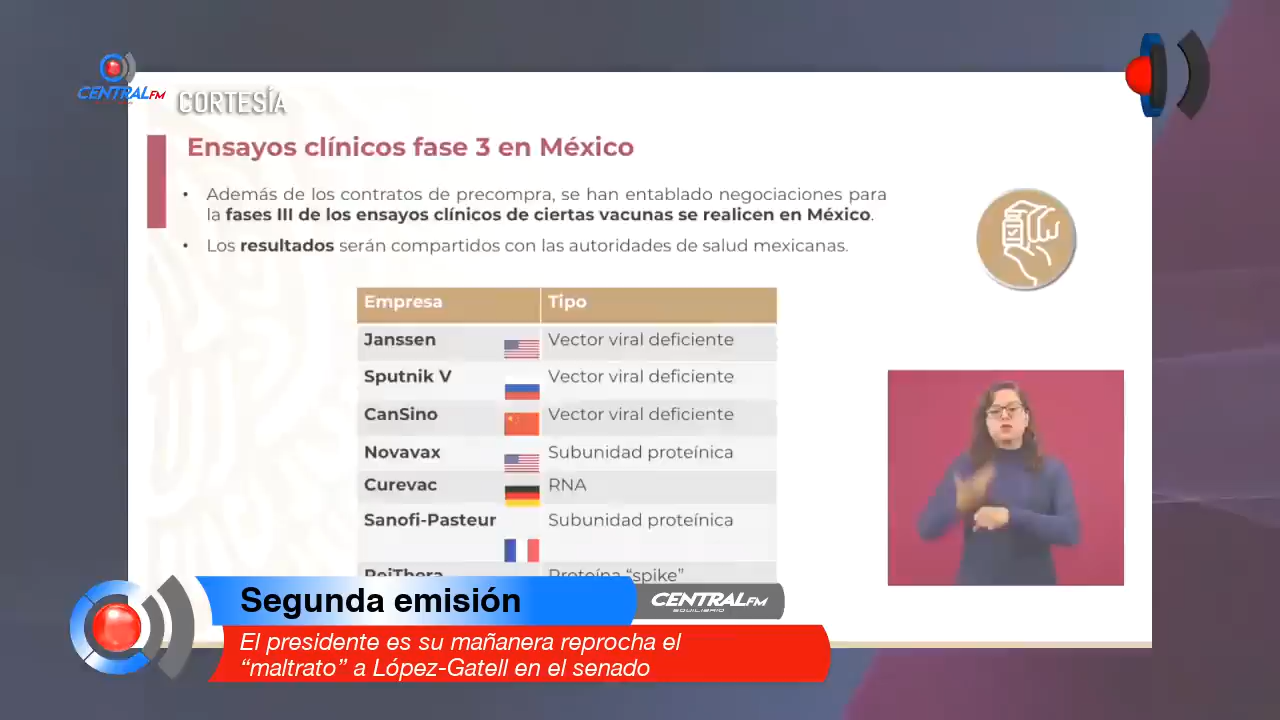 CENTRAL FM
CORTESÍA
Ensayos clínicos fase 3 en México
• Además de los contratos de precompra, se han entablado negociaciones para
la fases III de los ensayos clínicos de ciertas vacunas se realicen en México.
• Los resultados serán compartidos con las autoridades de salud mexicanas.
Empresa Tipo
Janssen Vector viral deficiente
Sputnik V Vector viral deficiente
CanSino Vector viral deficiente
Novavax Subunidad proteínica
Curevac RNA
Sanofi-Pasteur Subunidad proteínica
ReiThera Proteína “spike”
Segunda emisión
CENTRAL FM
EQUILIBRIO
El presidente es su mañanera reprocha el
“maltrato” a López-Gatell en el senado